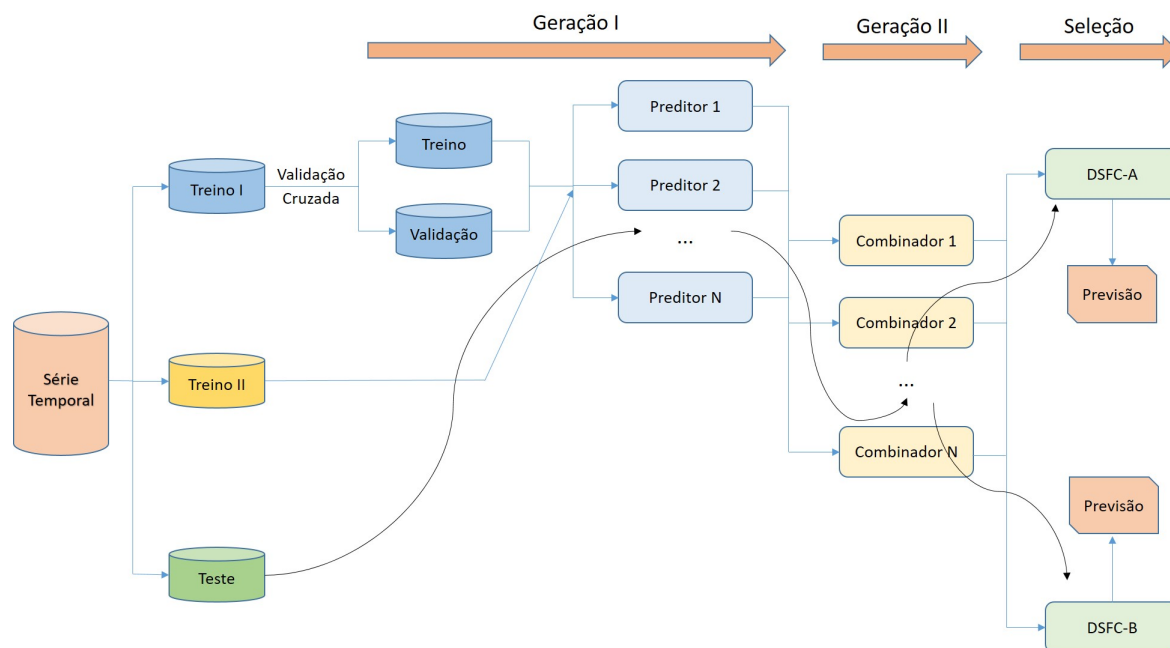 Geração I
Geração II
Seleção
Preditor 1
Treino
Treino I
Validação
Cruzada
Preditor 2
DSFC-A
Validação
...
Combinador 1
Preditor N
Previsão
Combinador 2
Série
Temporal
Treino II
...
Combinador N
Previsão
Teste
DSFC-B